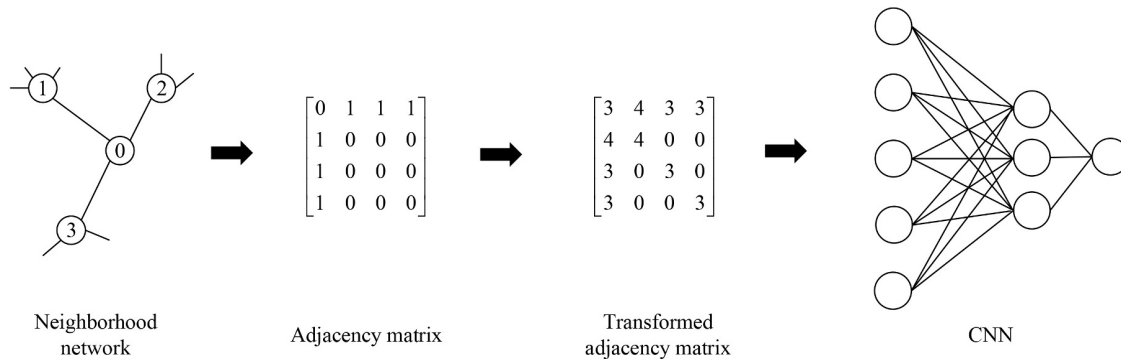 1
2
0
3
0 1 1 1
1 0 0 0
1 0 0 0
1 0 0 0
3 4 3 3
4 4 0 0
3 0 3 0
3 0 0 3
Neighborhood
network
Adjacency matrix
Transformed
adjacency matrix
CNN